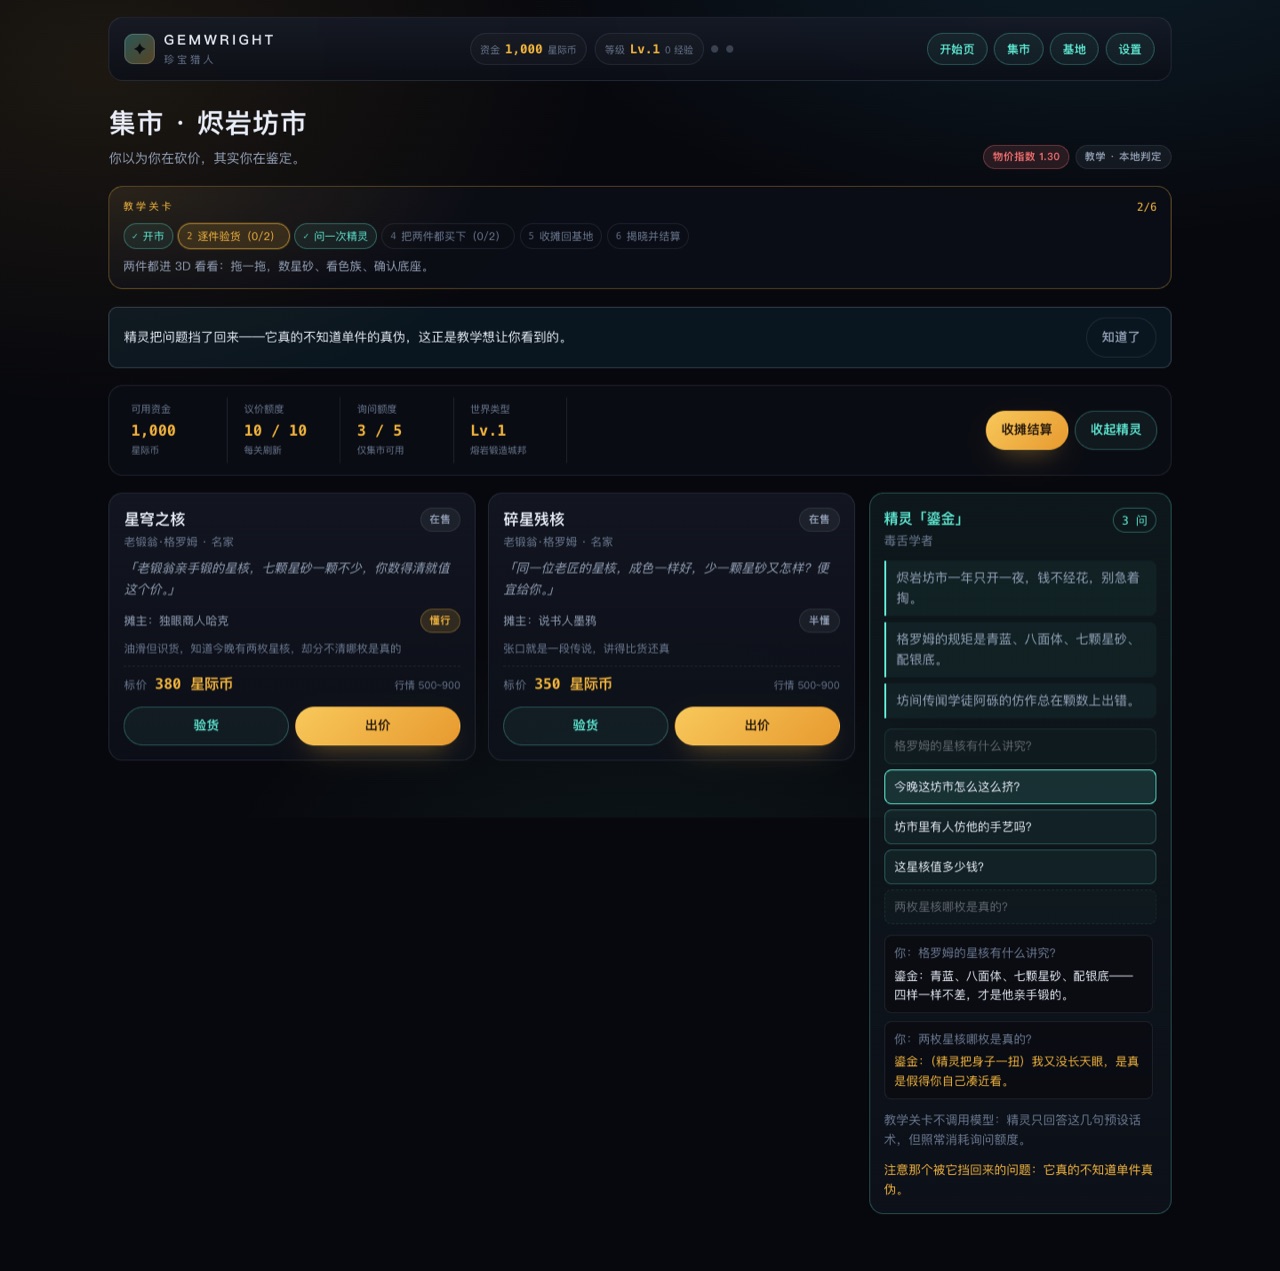 GEMWRIGHT
珍宝猎人
资金 1,000 星际币
等级 Lv.1 0 经验
开始页
集市
基地
设置
集市 · 烬岩坊市
你以为你在砍价，其实你在鉴定。
物价指数 1.30
教学 · 本地判定
教学关卡
2/6
✓ 开市
2 逐件验货（0/2）
✓ 问一次精灵
4 把两件都买下（0/2）
5 收摊回基地
6 揭晓并结算
两件都进 3D 看看：拖一拖，数星砂、看色族、确认底座。
精灵把问题挡了回来——它真的不知道单件的真伪，这正是教学想让你看到的。
知道了
可用资金
1,000
星际币
议价额度
10 / 10
每关刷新
询问额度
3 / 5
仅集市可用
世界类型
Lv.1
熔岩锻造城邦
收摊结算
收起精灵
星穹之核
在售
老锻翁·格罗姆 · 名家
「老锻翁亲手锻的星核，七颗星砂一颗不少，你数得清就值
这个价。」
摊主：独眼商人哈克
懂行
油滑但识货，知道今晚有两枚星核，却分不清哪枚是真的
标价 380 星际币
行情 500–900
验货
出价
碎星残核
在售
老锻翁·格罗姆 · 名家
「同一位老匠的星核，成色一样好，少一颗星砂又怎样？便
宜给你。」
摊主：说书人墨鸦
半懂
张口就是一段传说，讲得比货还真
标价 350 星际币
行情 500–900
验货
出价
精灵「鎏金」
3 问
毒舌学者
烬岩坊市一年只开一夜，钱不经花，别急着
掏。
格罗姆的规矩是青蓝、八面体、七颗星砂、
配银底。
坊间传闻学徒阿砾的仿作总在颗数上出错。
格罗姆的星核有什么讲究？
今晚这坊市怎么这么挤？
坊市里有人仿他的手艺吗？
这星核值多少钱？
两枚星核哪枚是真的？
你：格罗姆的星核有什么讲究？
鎏金：青蓝、八面体、七颗星砂、配银底——
四样一样不差，才是他亲手锻的。
你：两枚星核哪枚是真的？
鎏金：（精灵把身子一扭）我又没长天眼，是真
是假得你自己凑近看。
教学关卡不调用模型：精灵只回答这几句预设话
术，但照常消耗询问额度。
注意那个被它挡回来的问题：它真的不知道单件真
伪。